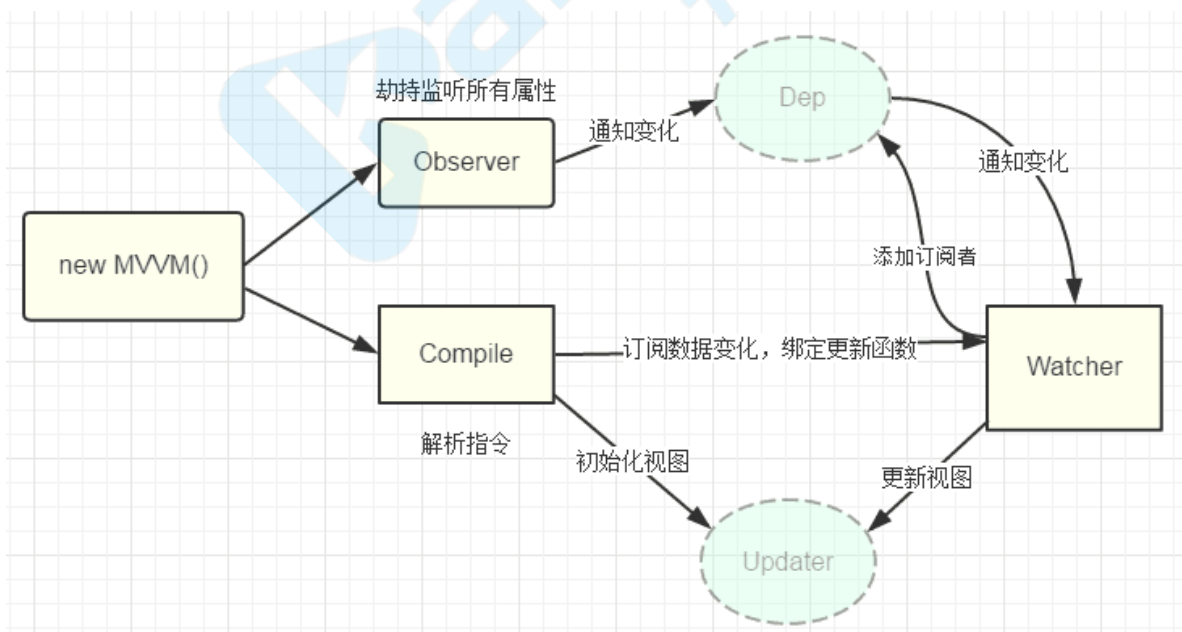 劫持监听所有属性
Observer
通知变化
Dep
通知变化
new MVVM()
添加订阅者
Compile
订阅数据变化，绑定更新函数
Watcher
解析指令
初始化视图
更新视图
Updater